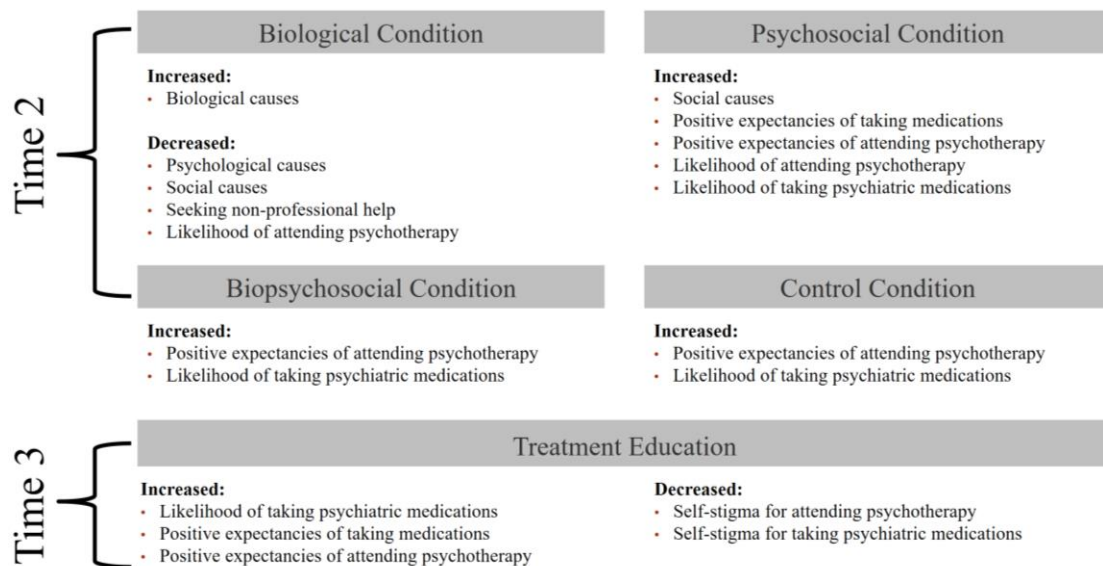 Time 2
Biological Condition
Increased:
• Biological causes
Decreased:
• Psychological causes
• Social causes
• Seeking non-professional help
• Likelihood of attending psychotherapy
Psychosocial Condition
Increased:
• Social causes
• Positive expectancies of taking medications
• Positive expectancies of attending psychotherapy
• Likelihood of attending psychotherapy
• Likelihood of taking psychiatric medications
Biopsychosocial Condition
Increased:
• Positive expectancies of attending psychotherapy
• Likelihood of taking psychiatric medications
Control Condition
Increased:
• Positive expectancies of attending psychotherapy
• Likelihood of taking psychiatric medications
Time 3
Treatment Education
Increased:
• Likelihood of taking psychiatric medications
• Positive expectancies of taking medications
• Positive expectancies of attending psychotherapy
Decreased:
• Self-stigma for attending psychotherapy
• Self-stigma for taking psychiatric medications